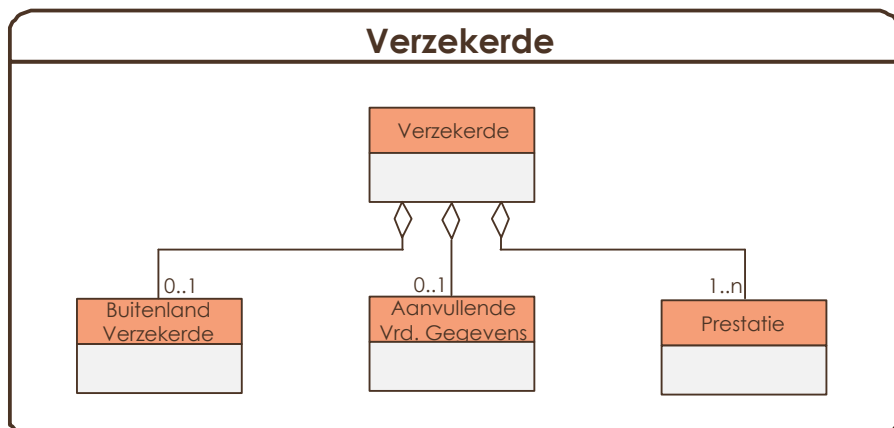 Verzekerde
Verzekerde
0..1
0..1
1..n
Buitenland
Verzekerde
Aanvullende
Vrd. Gegevens
Prestatie